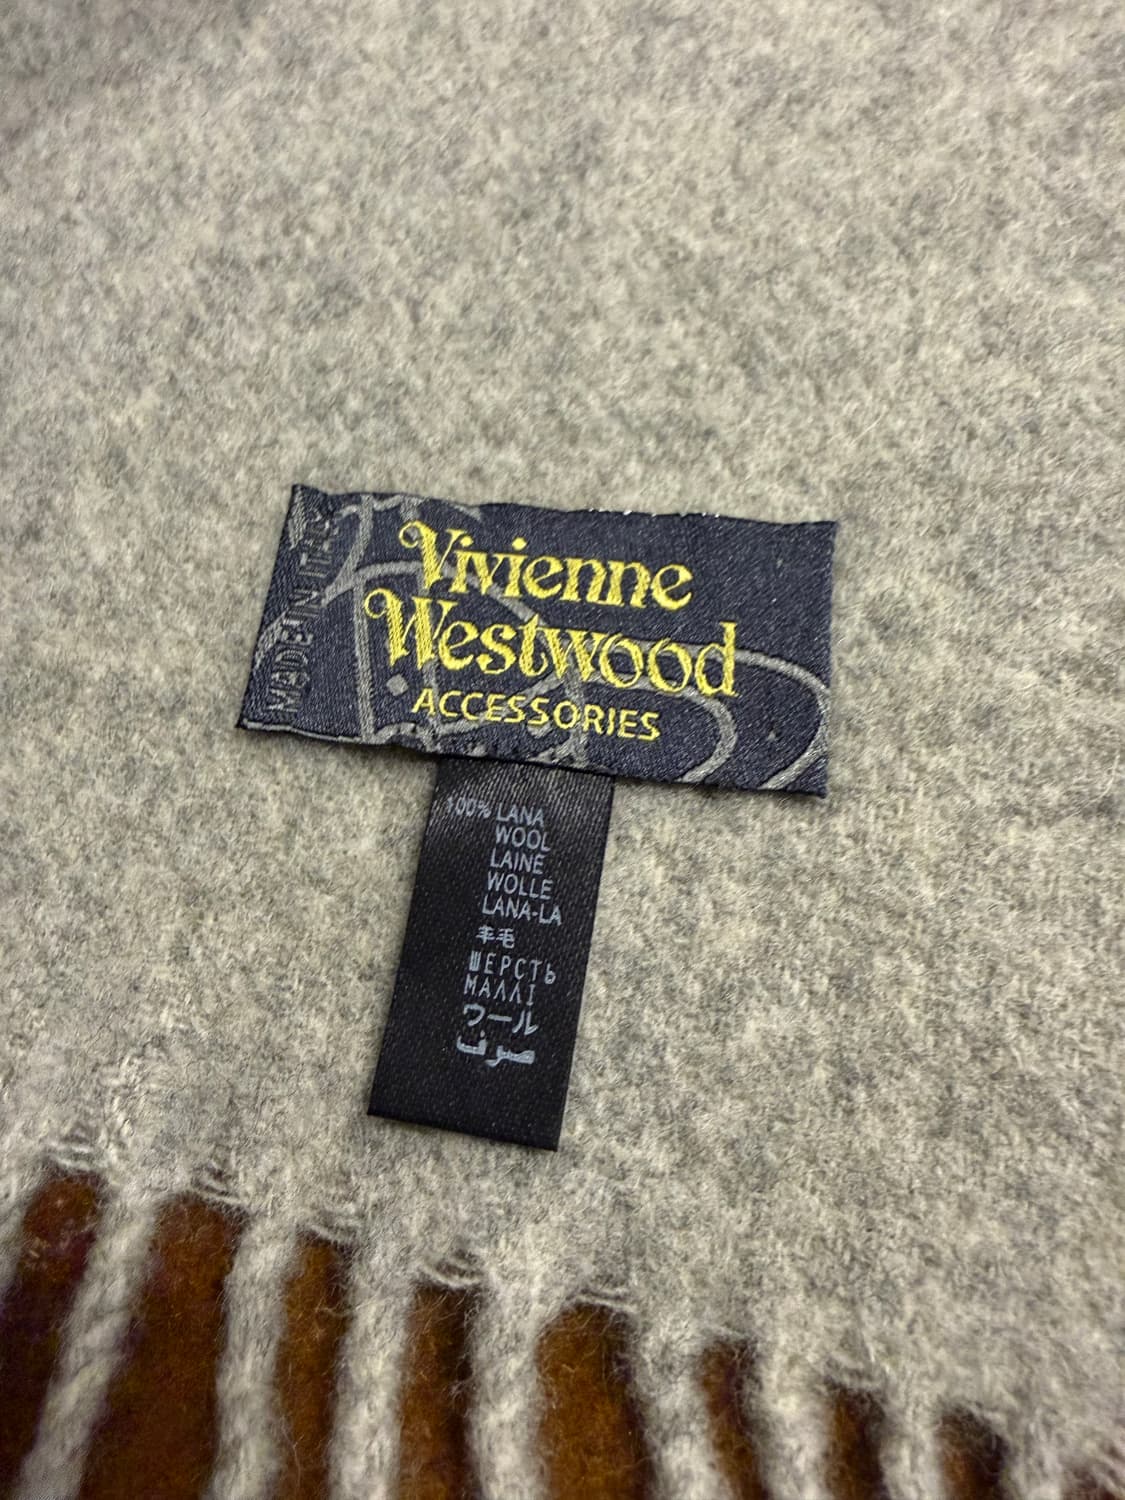 Vivienne
Westwood
ACCESSORIES
MADE IN ITALY
100% LANA
WOOL
LAINE
WOLLE
LANA-LA
羊毛
ШЕРСТЬ
ΜΑΛΛΙ
ウール
صوف